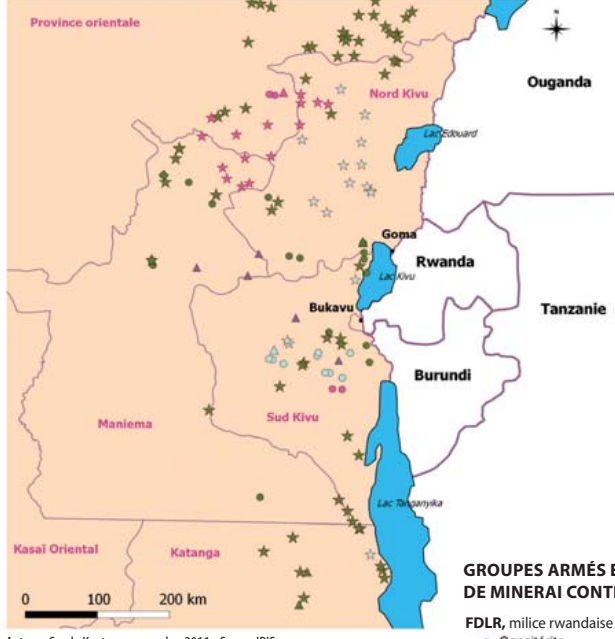 Province orientale
N
Nord Kivu
Ouganda
Lac Edouard
Goma
Rwanda
Lac Kivu
Tanzanie
Bukavu
Burundi
Maniema
Sud Kivu
Lac Tanganyika
Kasaï Oriental
Katanga
0 100 200 km
GROUPES ARMÉS E
DE MINERAI CONT
FDLR, milice rwandaise